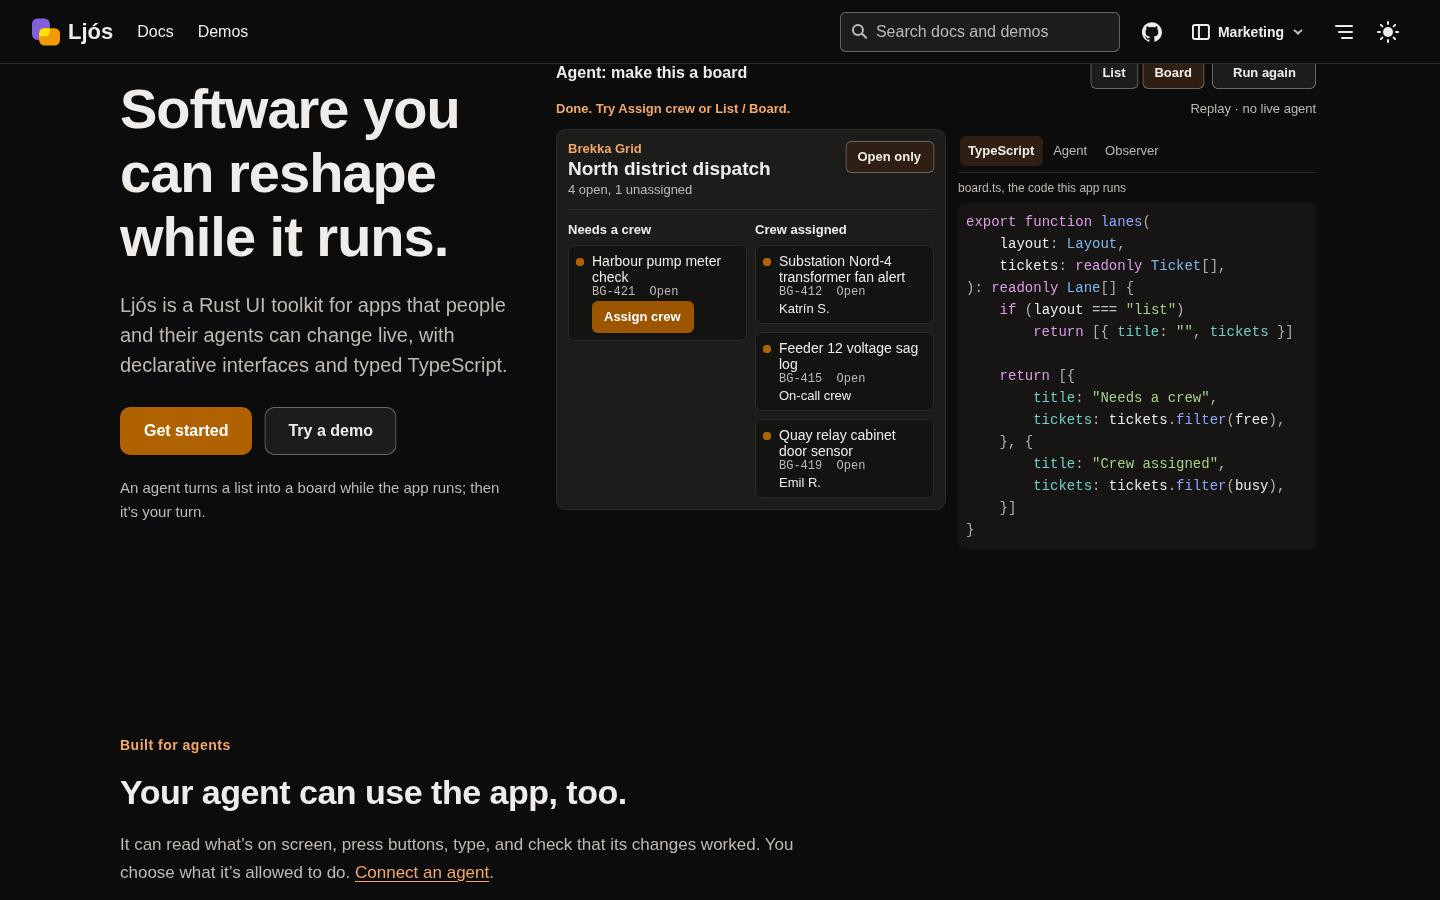 Ljós
Docs
Demos
Search docs and demos
Marketing
Software you
can reshape
while it runs.
Ljós is a Rust UI toolkit for apps that people
and their agents can change live, with
declarative interfaces and typed TypeScript.
Get started
Try a demo
An agent turns a list into a board while the app runs; then
it’s your turn.
Agent: make this a board
List
Board
Run again
Done. Try Assign crew or List / Board.
Replay · no live agent
Brekka Grid
North district dispatch
4 open, 1 unassigned
Open only
Needs a crew
Harbour pump meter
check
BG-421 Open
Assign crew
Crew assigned
Substation Nord-4
transformer fan alert
BG-412 Open
Katrín S.
Feeder 12 voltage sag
log
BG-415 Open
On-call crew
Quay relay cabinet
door sensor
BG-419 Open
Emil R.
TypeScript
Agent
Observer
board.ts, the code this app runs
export function lanes(
    layout: Layout,
    tickets: readonly Ticket[],
): readonly Lane[] {
    if (layout === "list")
        return [{ title: "", tickets }]
    return [{
        title: "Needs a crew",
        tickets: tickets.filter(free),
    }, {
        title: "Crew assigned",
        tickets: tickets.filter(busy),
    }]
}
Built for agents
Your agent can use the app, too.
It can read what’s on screen, press buttons, type, and check that its changes worked. You
choose what it’s allowed to do. Connect an agent.